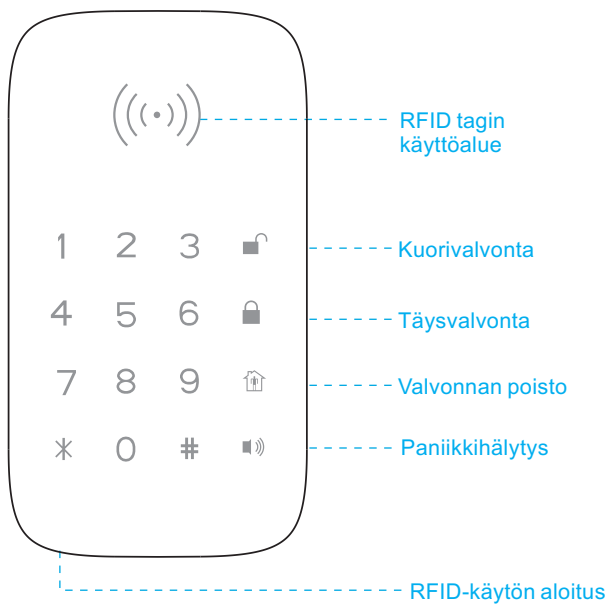 RFID tagin
käyttöalue
1 2 3
Kuorivalvonta
4 5 6
Täysvalvonta
7 8 9
Valvonnan poisto
* 0 #
Paniikkihälytys
RFID-käytön aloitus